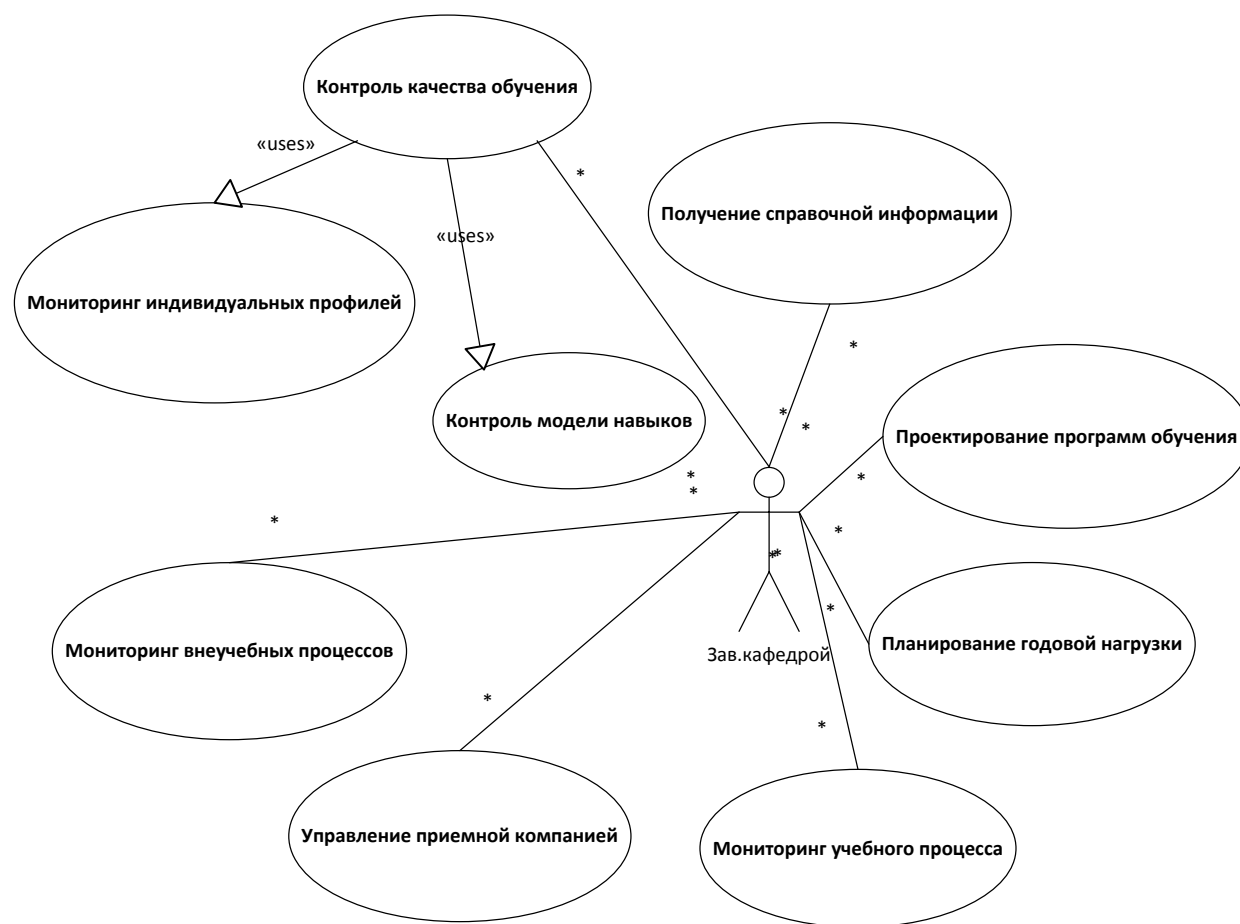 Контроль качества обучения
«uses»
*
Получение справочной информации
«uses»
Мониторинг индивидуальных профилей
*
*
*
Контроль модели навыков
Проектирование программ обучения
*
*
*
*
*
*
*
*
Мониторинг внеучебных процессов
Планирование годовой нагрузки
Зав.кафедрой
*
*
Управление приемной компанией
Мониторинг учебного процесса